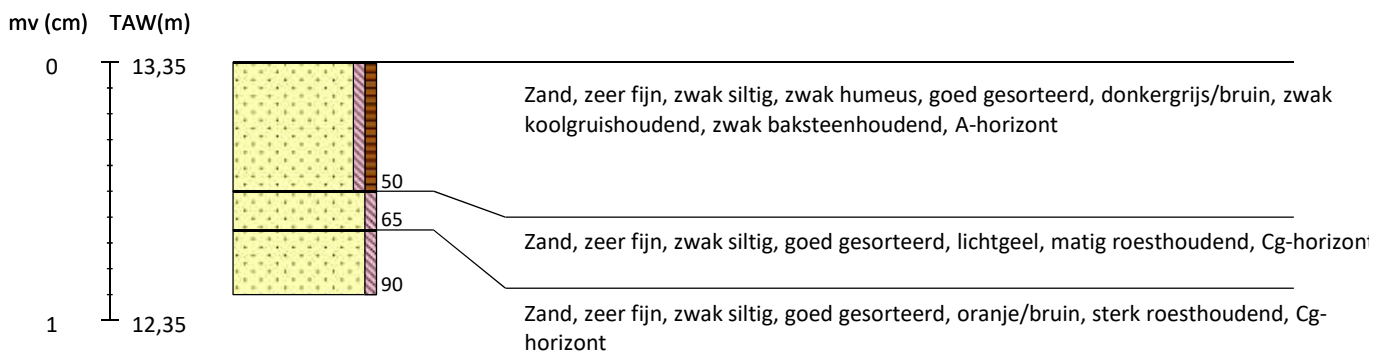 mv (cm) TAW(m)
0 13,35
Zand, zeer fijn, zwak siltig, zwak humeus, goed gesorteerd, donkergrijs/bruin, zwak
koolgruishoudend, zwak baksteenhoudend, A-horizont
50
65
Zand, zeer fijn, zwak siltig, goed gesorteerd, lichtgeel, matig roesthoudend, Cg-horizont
90
Zand, zeer fijn, zwak siltig, goed gesorteerd, oranje/bruin, sterk roesthoudend, Cg-
1 12,35
horizont